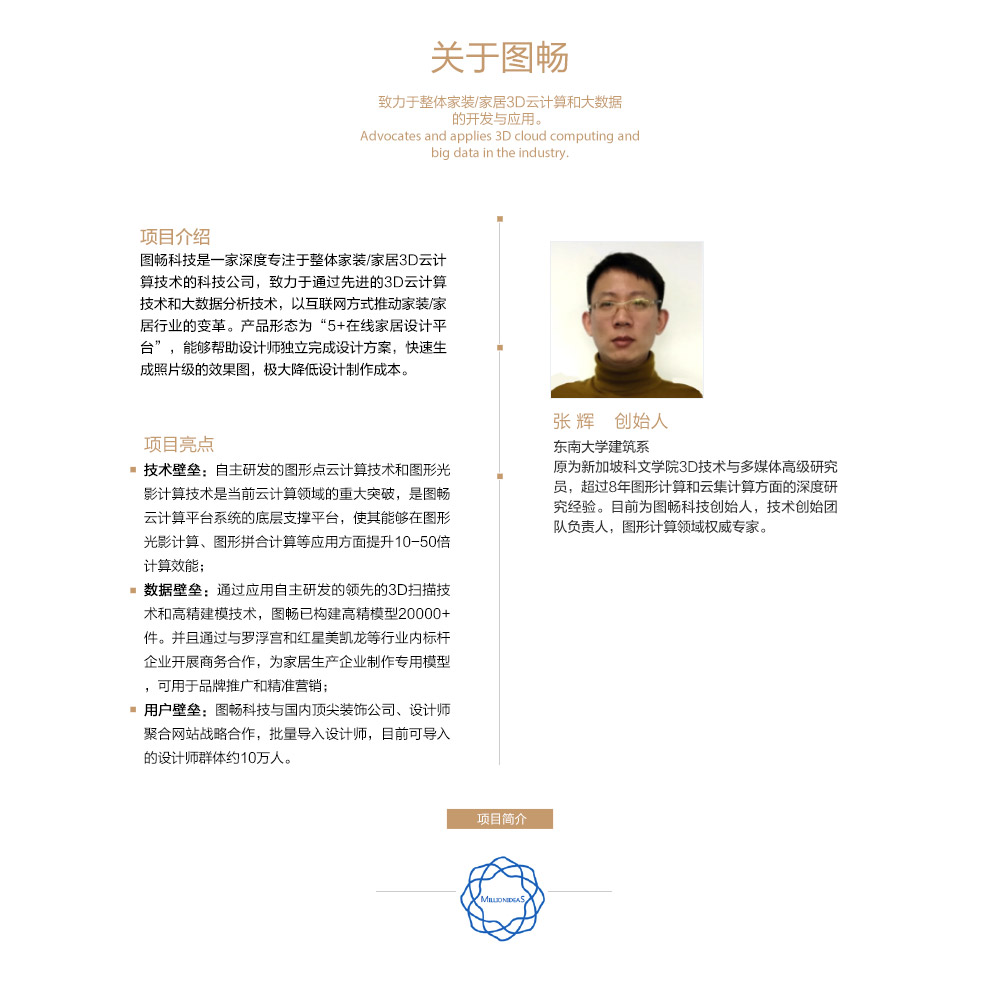 关于图畅
致力于整体家装/家居3D云计算和大数据
的开发与应用。
Advocates and applies 3D cloud computing and
big data in the industry.
项目介绍
图畅科技是一家深度专注于整体家装/家居3D云计
算技术的科技公司，致力于通过先进的3D云计算
技术和大数据分析技术，以互联网方式推动家装/家
居行业的变革。产品形态为“5+在线家居设计平
台”，能够帮助设计师独立完成设计方案，快速生
成照片级的效果图，极大降低设计制作成本。
项目亮点
技术壁垒：自主研发的图形点云计算技术和图形光
影计算技术是当前云计算领域的重大突破，是图畅
云计算平台系统的底层支撑平台，使其能够在图形
光影计算、图形拼合计算等应用方面提升10-50倍
计算效能；
数据壁垒：通过应用自主研发的领先的3D扫描技
术和高精建模技术，图畅已构建高精模型20000+
件。并且通过与罗浮宫和红星美凯龙等行业内标杆
企业开展商务合作，为家居生产企业制作专用模型
，可用于品牌推广和精准营销；
用户壁垒：图畅科技与国内顶尖装饰公司、设计师
聚合网站战略合作，批量导入设计师，目前可导入
的设计师群体约10万人。
张 辉 创始人
东南大学建筑系
原为新加坡科文学院3D技术与多媒体高级研究
员，超过8年图形计算和云集计算方面的深度研
究经验。目前为图畅科技创始人，技术创始团
队负责人，图形计算领域权威专家。
项目简介
MILLIONIDEAS